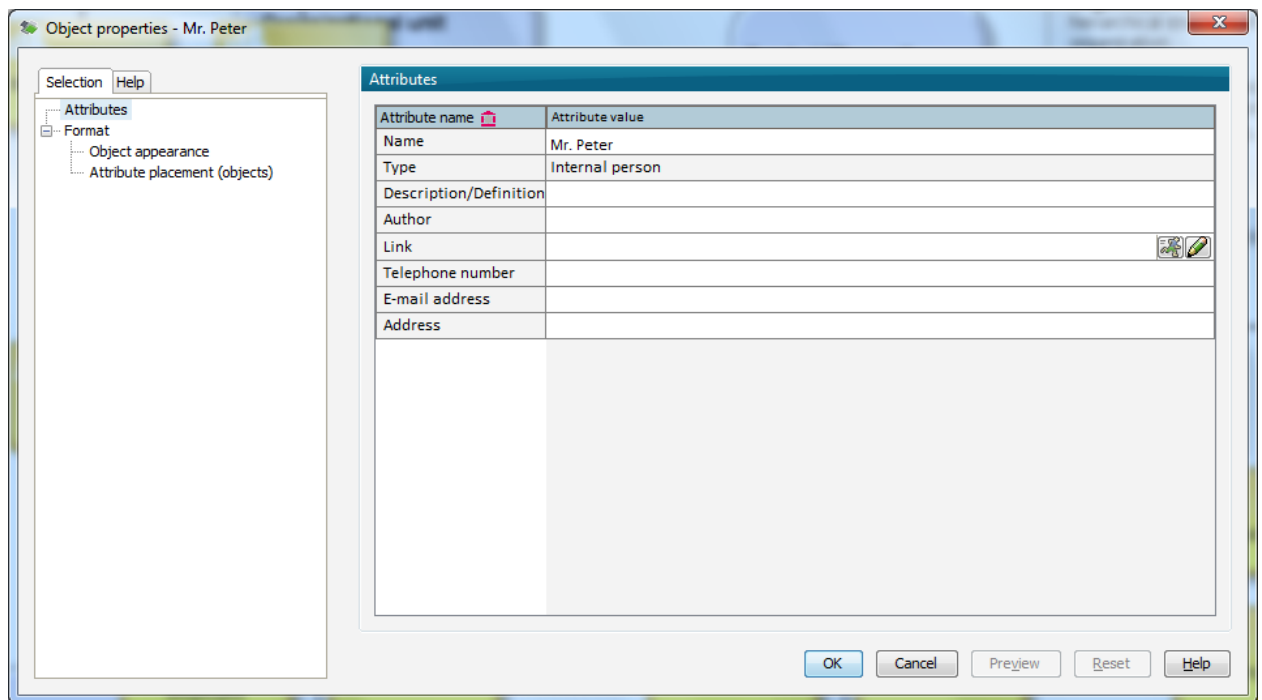 Object properties - Mr. Peter
unit
x
Selection Help
Attributes
Format
Object appearance
Attribute placement (objects)
Attributes
Attribute name Attribute value
Name Mr. Peter
Type Internal person
Description/Definition
Author
Link
Telephone number
E-mail address
Address
OK Cancel Preview Reset Help